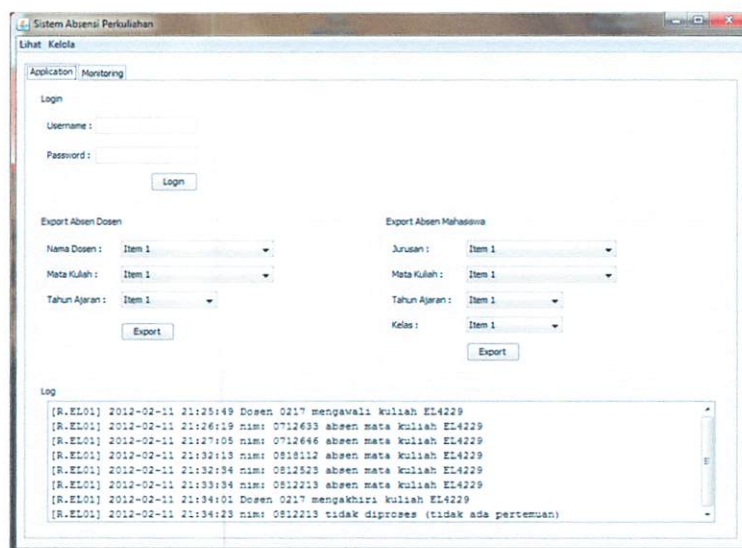 Sistem Absensi Perkuliahan
Lihat Kelola
Application Monitoring
Login
Username :
Password :
Login
Export Absen Dosen
Nama Dosen : Item 1
Mata Kuliah : Item 1
Tahun Ajaran : Item 1
Export
Export Absen Mahasiswa
Jurusan : Item 1
Mata Kuliah : Item 1
Tahun Ajaran : Item 1
Kelas : Item 1
Export
Log
[R.EL01] 2012-02-11 21:25:49 Dosen 0217 mengawali kuliah EL4229
[R.EL01] 2012-02-11 21:26:19 nim: 0712633 absen mata kuliah EL4229
[R.EL01] 2012-02-11 21:27:05 nim: 0712646 absen mata kuliah EL4229
[R.EL01] 2012-02-11 21:32:13 nim: 0818112 absen mata kuliah EL4229
[R.EL01] 2012-02-11 21:32:34 nim: 0812523 absen mata kuliah EL4229
[R.EL01] 2012-02-11 21:33:34 nim: 0812213 absen mata kuliah EL4229
[R.EL01] 2012-02-11 21:34:01 Dosen 0217 mengakhiri kuliah EL4229
[R.EL01] 2012-02-11 21:34:23 nim: 0812213 tidak diproses (tidak ada pertemuan)